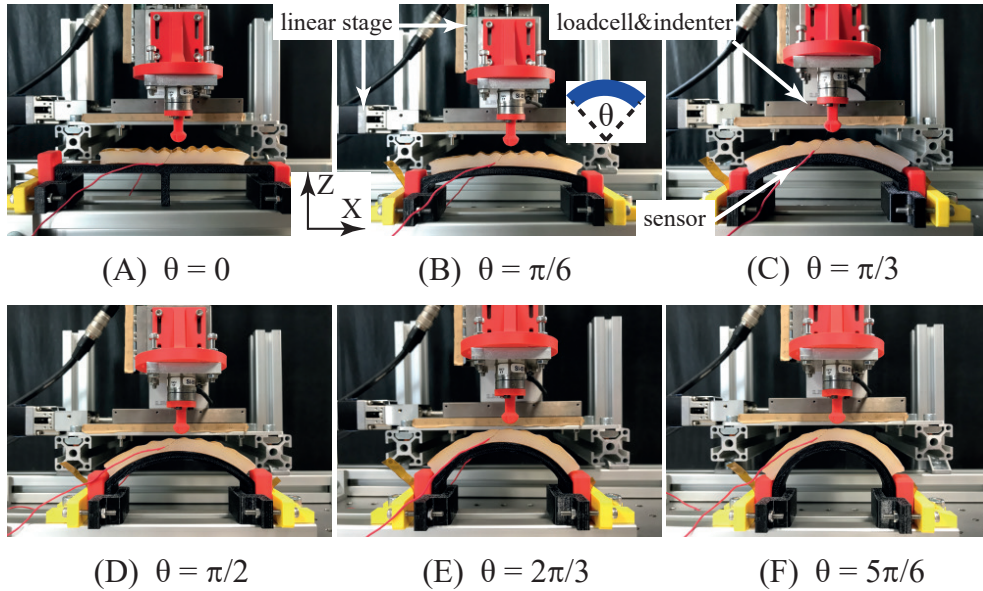 linear stage
loadcell&indenter
θ
Z
X
sensor
(A) θ = 0
(B) θ = π/6
(C) θ = π/3
(D) θ = π/2
(E) θ = 2π/3
(F) θ = 5π/6